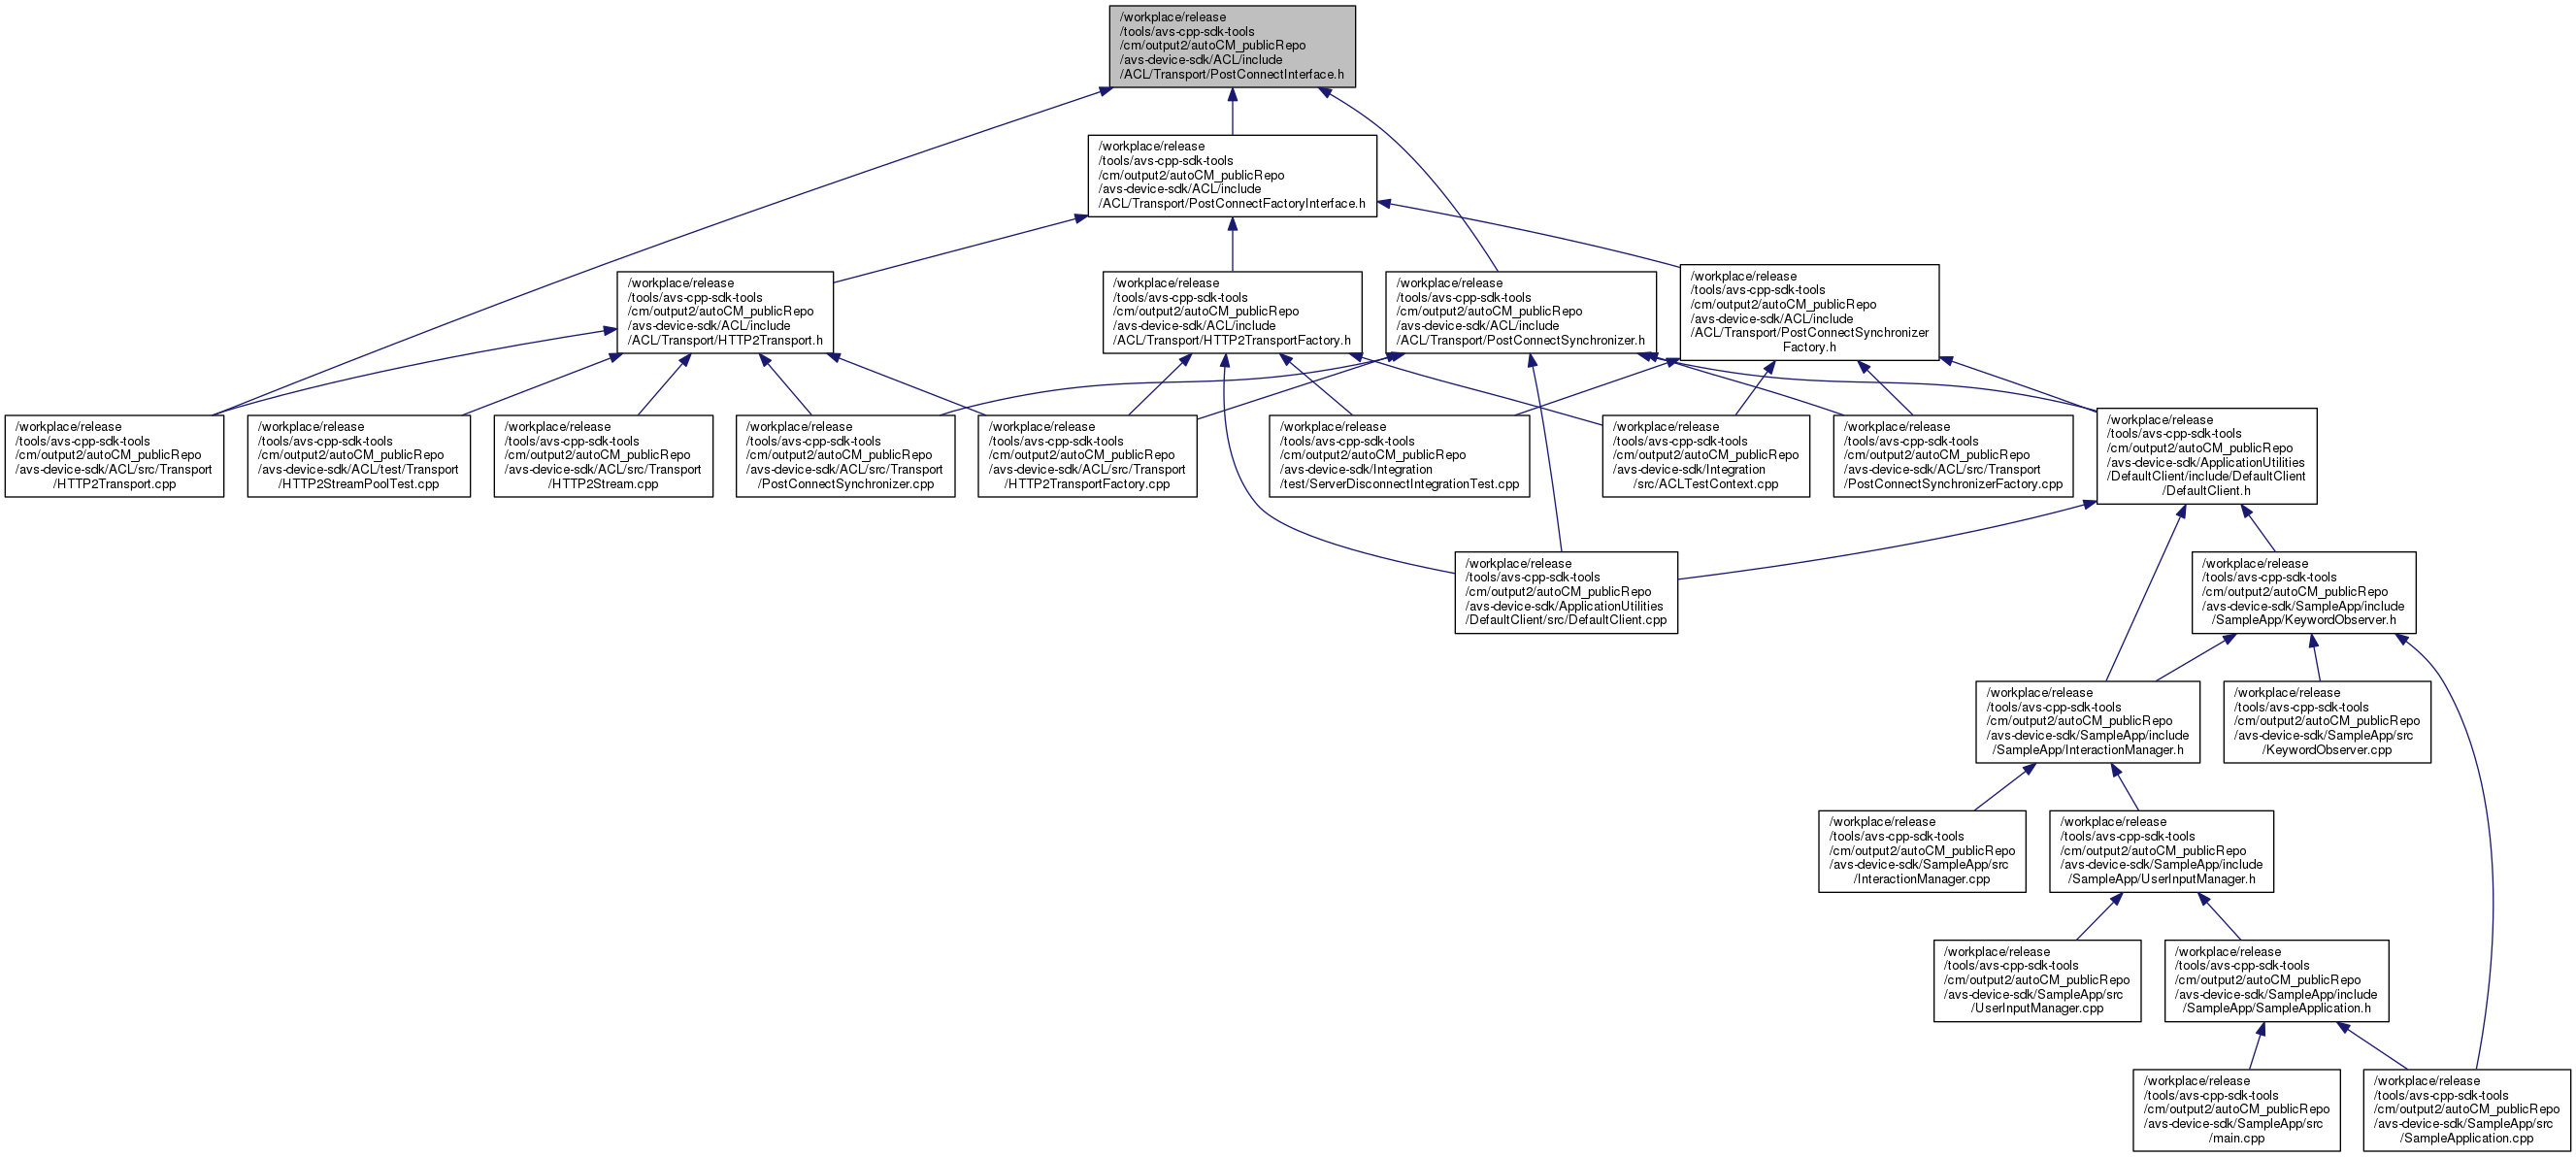 /workplace/release
/tools/avs-cpp-sdk-tools
/cm/output2/autoCM_publicRepo
/avs-device-sdk/ACL/include
/ACL/Transport/PostConnectInterface.h
/workplace/release
/tools/avs-cpp-sdk-tools
/cm/output2/autoCM_publicRepo
/avs-device-sdk/ACL/include
/ACL/Transport/PostConnectFactoryInterface.h
/workplace/release
/tools/avs-cpp-sdk-tools
/cm/output2/autoCM_publicRepo
/avs-device-sdk/ACL/include
/ACL/Transport/HTTP2Transport.h
/workplace/release
/tools/avs-cpp-sdk-tools
/cm/output2/autoCM_publicRepo
/avs-device-sdk/ACL/include
/ACL/Transport/HTTP2TransportFactory.h
/workplace/release
/tools/avs-cpp-sdk-tools
/cm/output2/autoCM_publicRepo
/avs-device-sdk/ACL/include
/ACL/Transport/PostConnectSynchronizer.h
/workplace/release
/tools/avs-cpp-sdk-tools
/cm/output2/autoCM_publicRepo
/avs-device-sdk/ACL/include
/ACL/Transport/PostConnectSynchronizer
Factory.h
/workplace/release
/tools/avs-cpp-sdk-tools
/cm/output2/autoCM_publicRepo
/avs-device-sdk/ACL/src/Transport
/HTTP2Transport.cpp
/workplace/release
/tools/avs-cpp-sdk-tools
/cm/output2/autoCM_publicRepo
/avs-device-sdk/ACL/test/Transport
/HTTP2StreamPoolTest.cpp
/workplace/release
/tools/avs-cpp-sdk-tools
/cm/output2/autoCM_publicRepo
/avs-device-sdk/ACL/src/Transport
/HTTP2Stream.cpp
/workplace/release
/tools/avs-cpp-sdk-tools
/cm/output2/autoCM_publicRepo
/avs-device-sdk/ACL/src/Transport
/PostConnectSynchronizer.cpp
/workplace/release
/tools/avs-cpp-sdk-tools
/cm/output2/autoCM_publicRepo
/avs-device-sdk/ACL/src/Transport
/HTTP2TransportFactory.cpp
/workplace/release
/tools/avs-cpp-sdk-tools
/cm/output2/autoCM_publicRepo
/avs-device-sdk/Integration
/test/ServerDisconnectIntegrationTest.cpp
/workplace/release
/tools/avs-cpp-sdk-tools
/cm/output2/autoCM_publicRepo
/avs-device-sdk/Integration
/src/ACLTestContext.cpp
/workplace/release
/tools/avs-cpp-sdk-tools
/cm/output2/autoCM_publicRepo
/avs-device-sdk/ACL/src/Transport
/PostConnectSynchronizerFactory.cpp
/workplace/release
/tools/avs-cpp-sdk-tools
/cm/output2/autoCM_publicRepo
/avs-device-sdk/ApplicationUtilities
/DefaultClient/include/DefaultClient
/DefaultClient.h
/workplace/release
/tools/avs-cpp-sdk-tools
/cm/output2/autoCM_publicRepo
/avs-device-sdk/ApplicationUtilities
/DefaultClient/src/DefaultClient.cpp
/workplace/release
/tools/avs-cpp-sdk-tools
/cm/output2/autoCM_publicRepo
/avs-device-sdk/SampleApp/include
/SampleApp/KeywordObserver.h
/workplace/release
/tools/avs-cpp-sdk-tools
/cm/output2/autoCM_publicRepo
/avs-device-sdk/SampleApp/include
/SampleApp/InteractionManager.h
/workplace/release
/tools/avs-cpp-sdk-tools
/cm/output2/autoCM_publicRepo
/avs-device-sdk/SampleApp/src
/KeywordObserver.cpp
/workplace/release
/tools/avs-cpp-sdk-tools
/cm/output2/autoCM_publicRepo
/avs-device-sdk/SampleApp/src
/InteractionManager.cpp
/workplace/release
/tools/avs-cpp-sdk-tools
/cm/output2/autoCM_publicRepo
/avs-device-sdk/SampleApp/include
/SampleApp/UserInputManager.h
/workplace/release
/tools/avs-cpp-sdk-tools
/cm/output2/autoCM_publicRepo
/avs-device-sdk/SampleApp/src
/UserInputManager.cpp
/workplace/release
/tools/avs-cpp-sdk-tools
/cm/output2/autoCM_publicRepo
/avs-device-sdk/SampleApp/include
/SampleApp/SampleApplication.h
/workplace/release
/tools/avs-cpp-sdk-tools
/cm/output2/autoCM_publicRepo
/avs-device-sdk/SampleApp/src
/main.cpp
/workplace/release
/tools/avs-cpp-sdk-tools
/cm/output2/autoCM_publicRepo
/avs-device-sdk/SampleApp/src
/SampleApplication.cpp